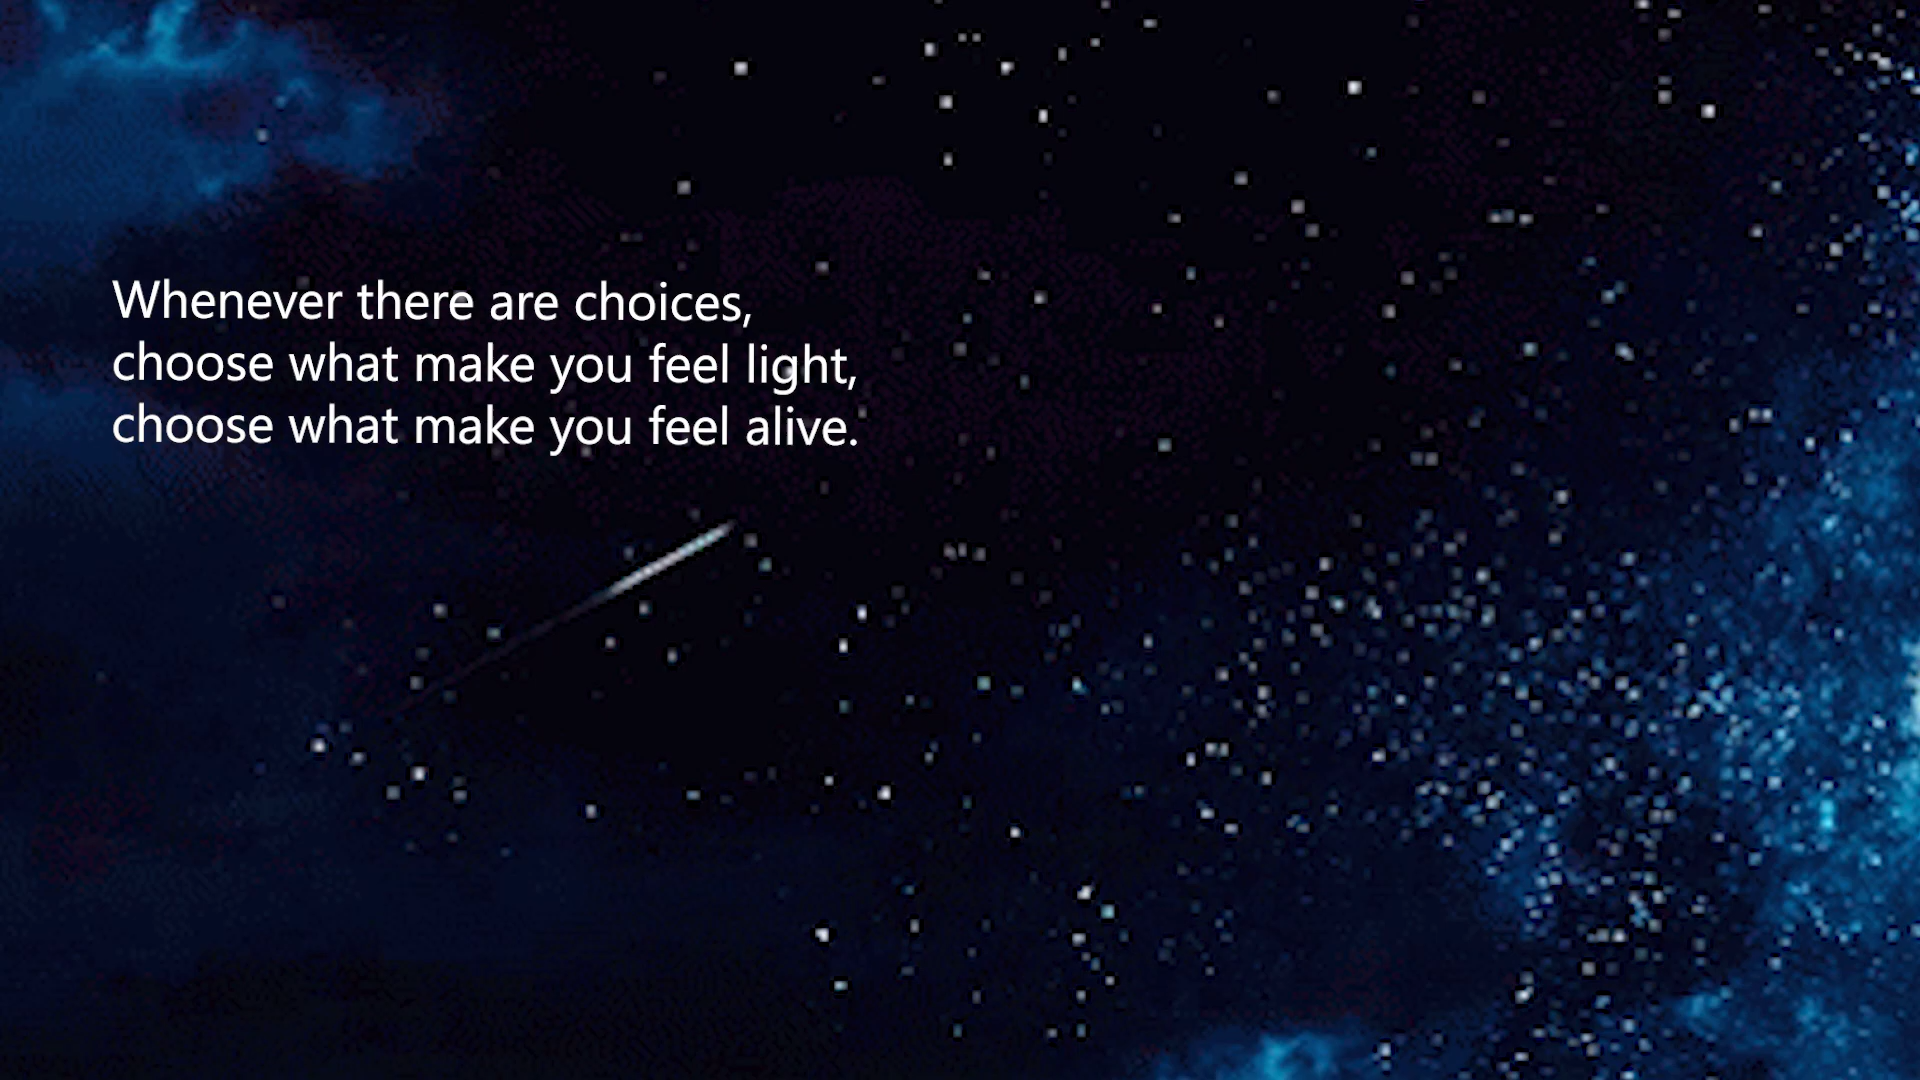 Whenever there are choices,
choose what make you feel light,
choose what make you feel alive.